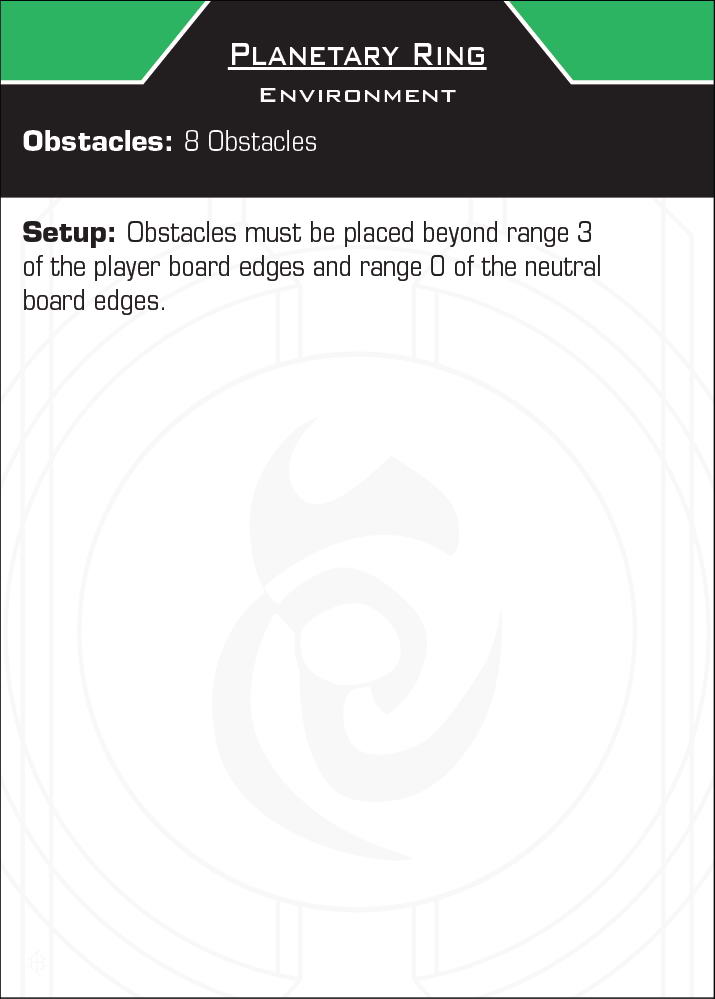 Planetary Ring
Environment
Obstacles: 8 Obstacles
Setup: Obstacles must be placed beyond range 3
of the player board edges and range 0 of the neutral
board edges.